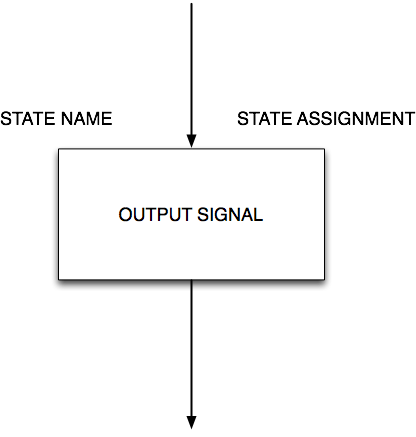 STATE NAME
STATE ASSIGNMENT
OUTPUT SIGNAL